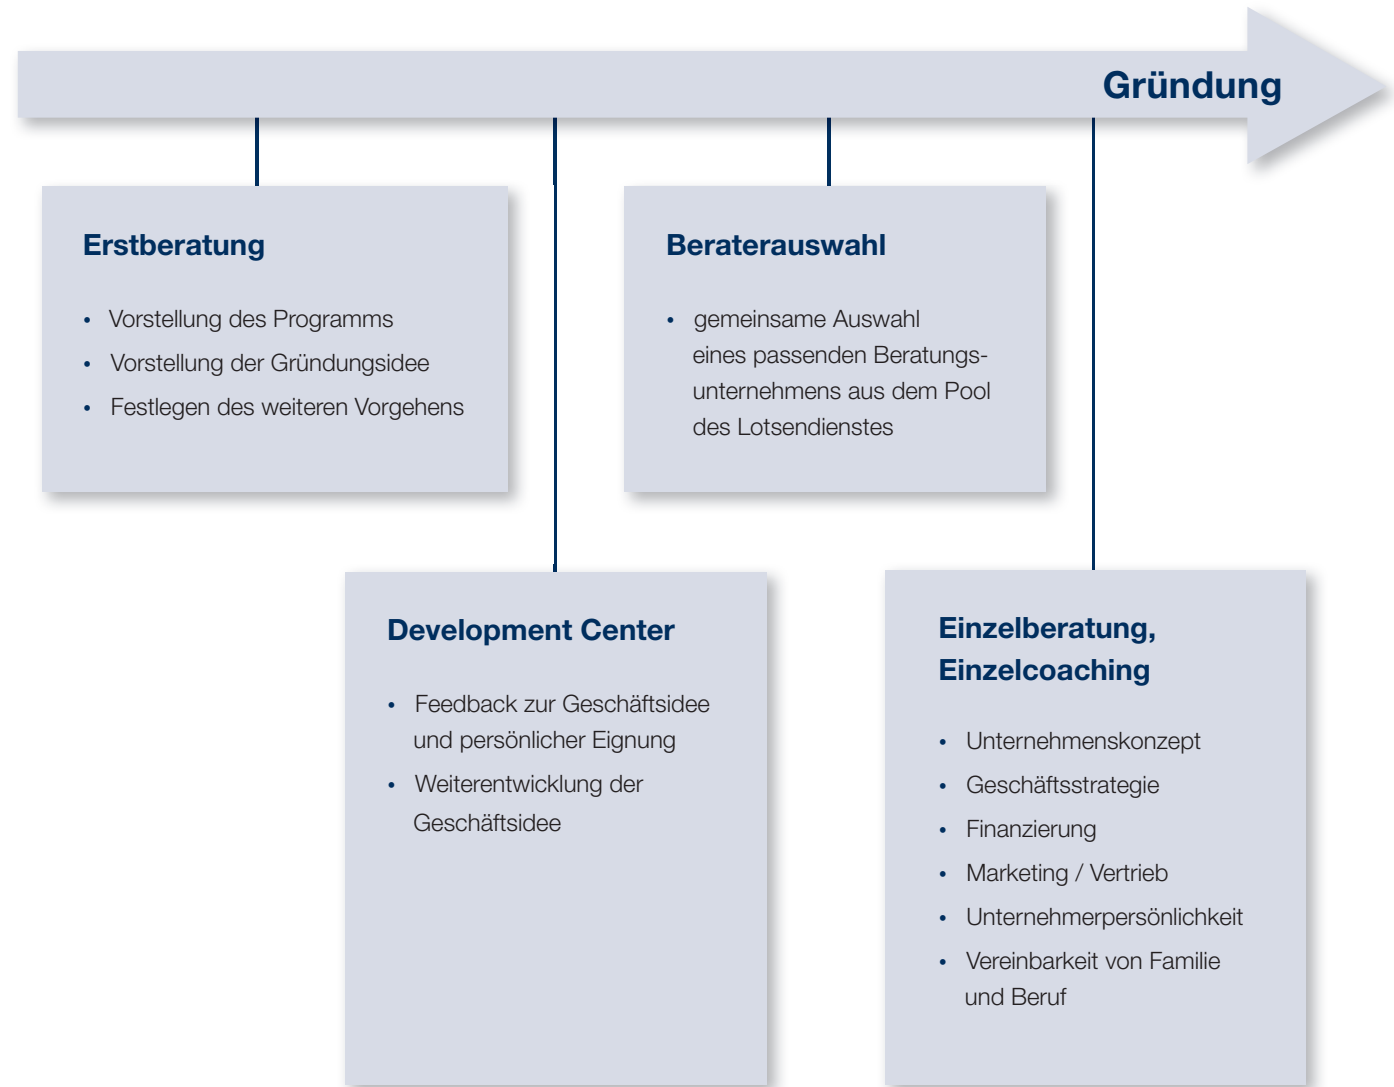 Gründung
Erstberatung
• Vorstellung des Programms
• Vorstellung der Gründungsidee
• Festlegen des weiteren Vorgehens
Beraterauswahl
• gemeinsame Auswahl
eines passenden Beratungs-
unternehmens aus dem Pool
des Lotsendienstes
Development Center
• Feedback zur Geschäftsidee
und persönlicher Eignung
• Weiterentwicklung der
Geschäftsidee
Einzelberatung,
Einzelcoaching
• Unternehmenskonzept
• Geschäftsstrategie
• Finanzierung
• Marketing / Vertrieb
• Unternehmerpersönlichkeit
• Vereinbarkeit von Familie
und Beruf